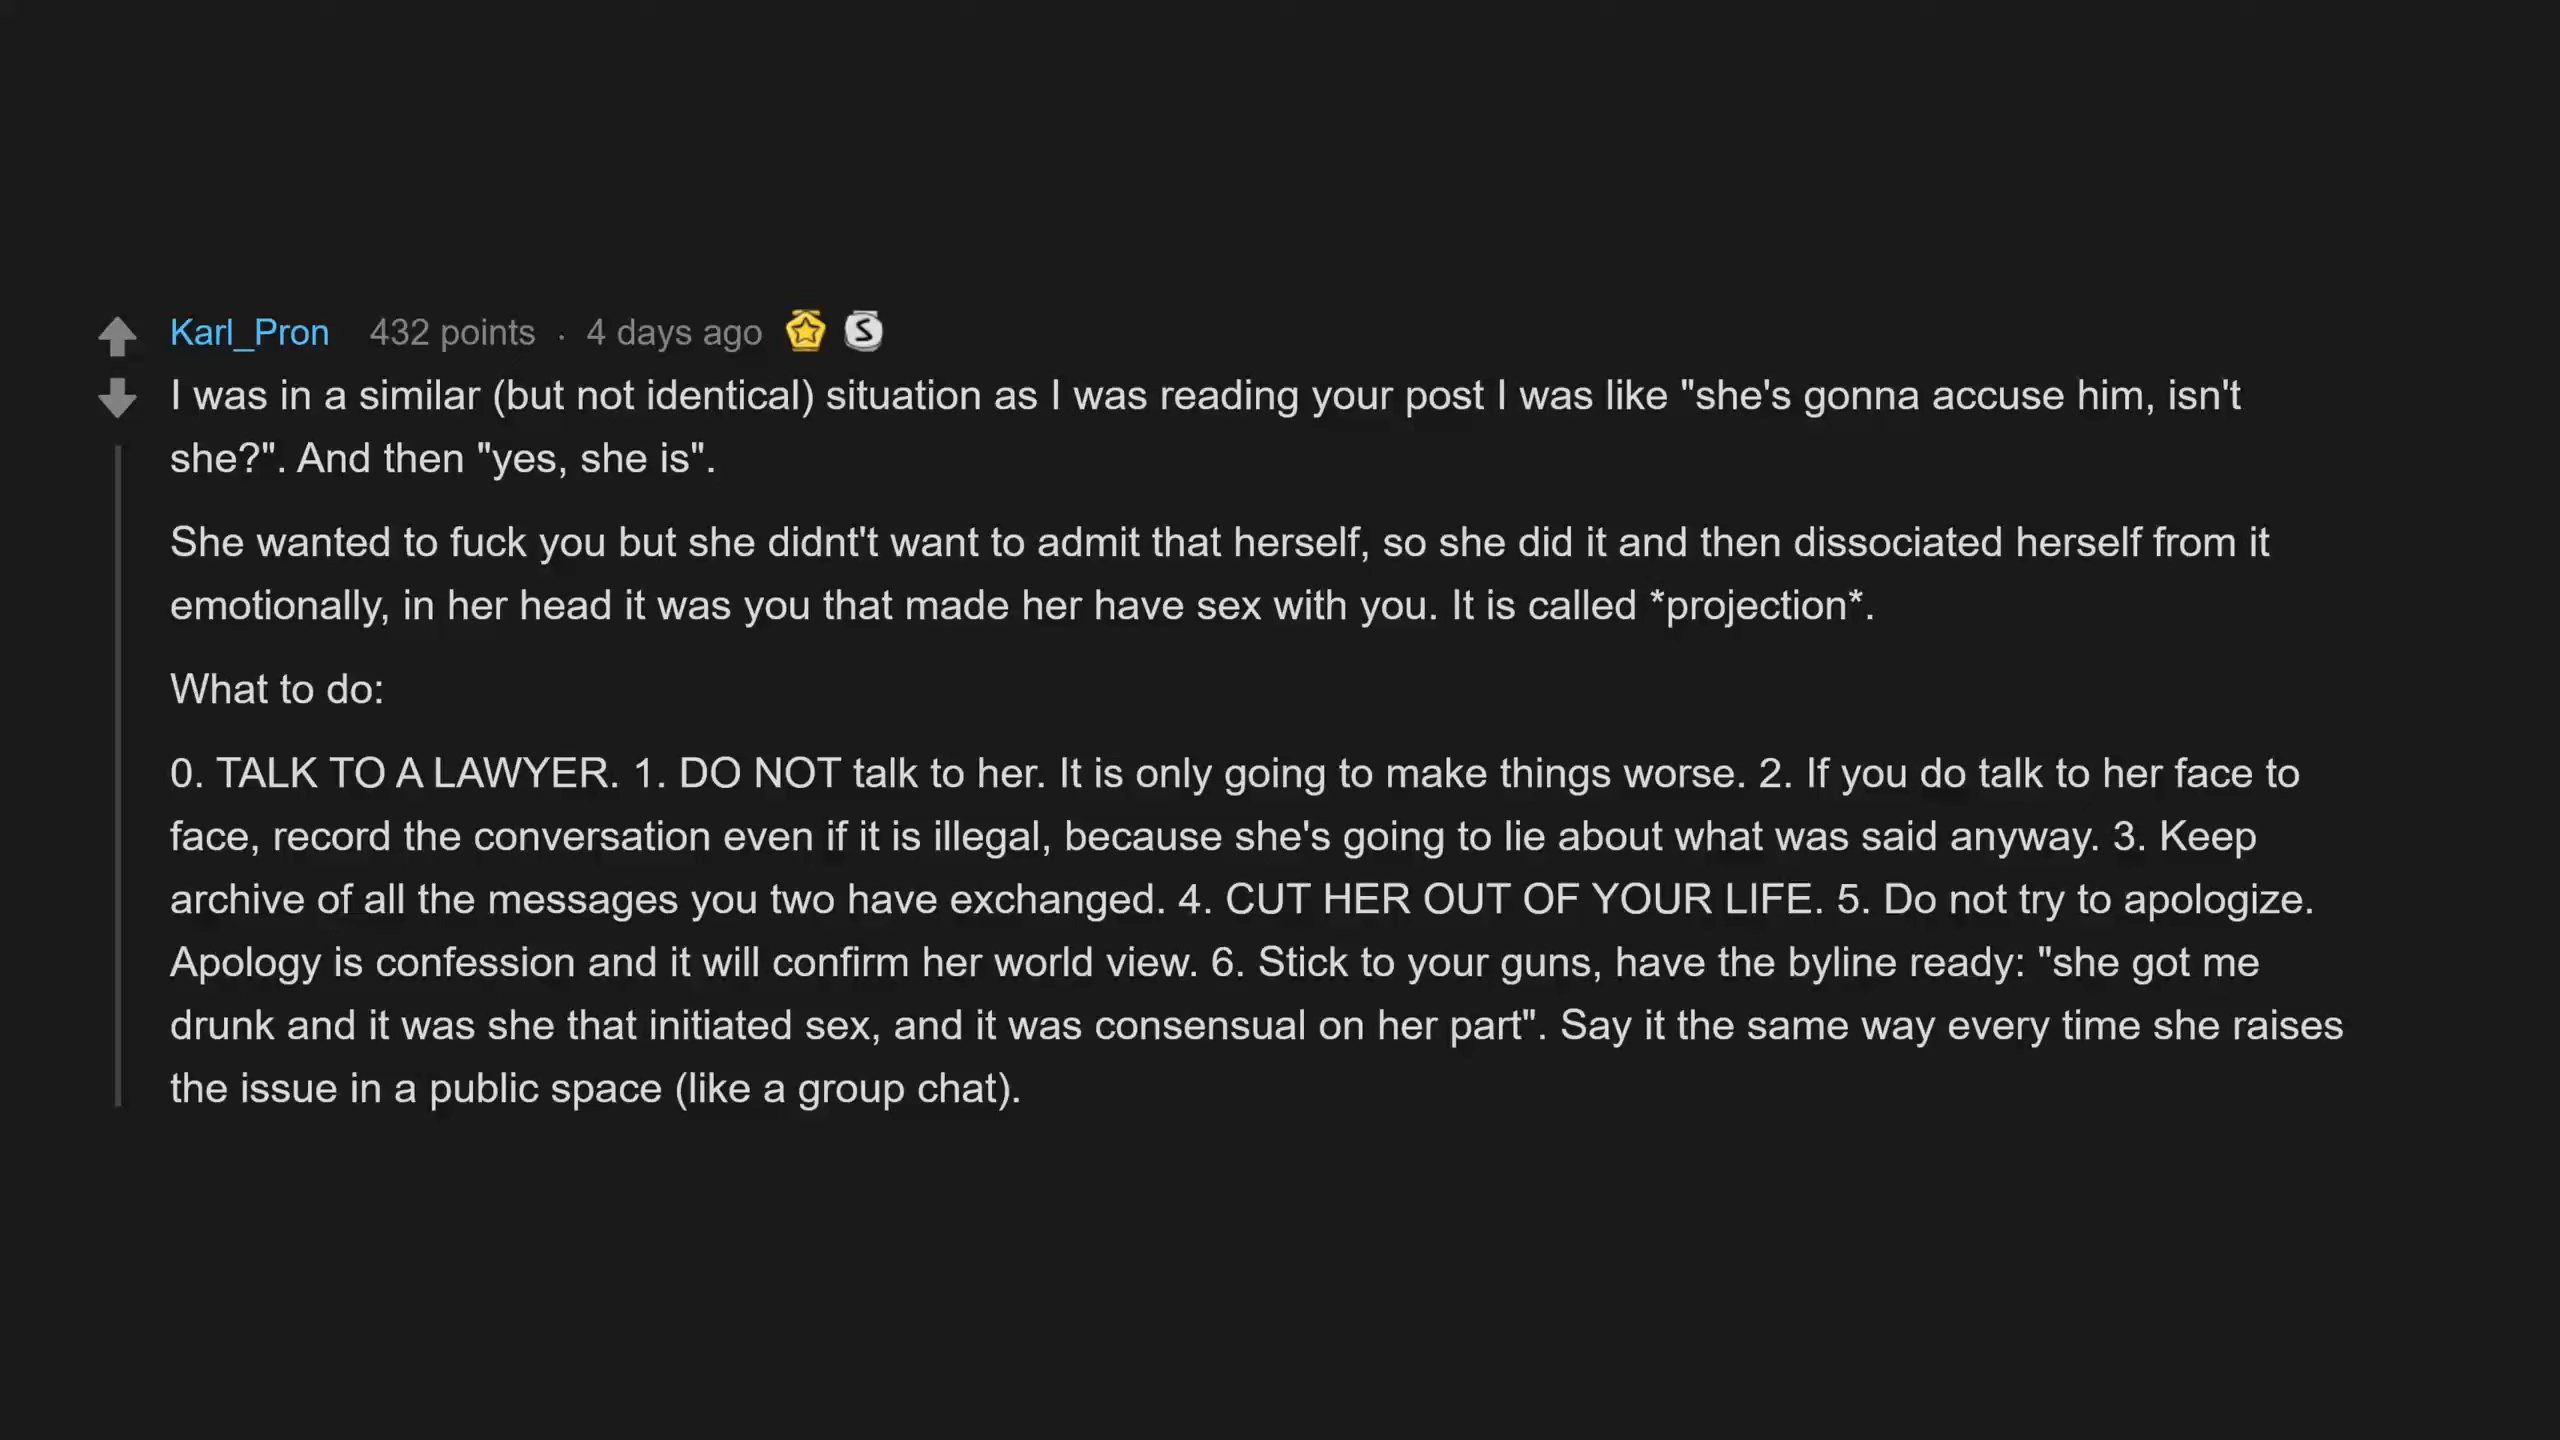 Karl_Pron 432 points · 4 days ago S
I was in a similar (but not identical) situation as I was reading your post I was like "she's gonna accuse him, isn't
she?". And then "yes, she is".
She wanted to fuck you but she didnt't want to admit that herself, so she did it and then dissociated herself from it
emotionally, in her head it was you that made her have sex with you. It is called *projection*.
What to do:
0. TALK TO A LAWYER. 1. DO NOT talk to her. It is only going to make things worse. 2. If you do talk to her face to
face, record the conversation even if it is illegal, because she's going to lie about what was said anyway. 3. Keep
archive of all the messages you two have exchanged. 4. CUT HER OUT OF YOUR LIFE. 5. Do not try to apologize.
Apology is confession and it will confirm her world view. 6. Stick to your guns, have the byline ready: "she got me
drunk and it was she that initiated sex, and it was consensual on her part". Say it the same way every time she raises
the issue in a public space (like a group chat).